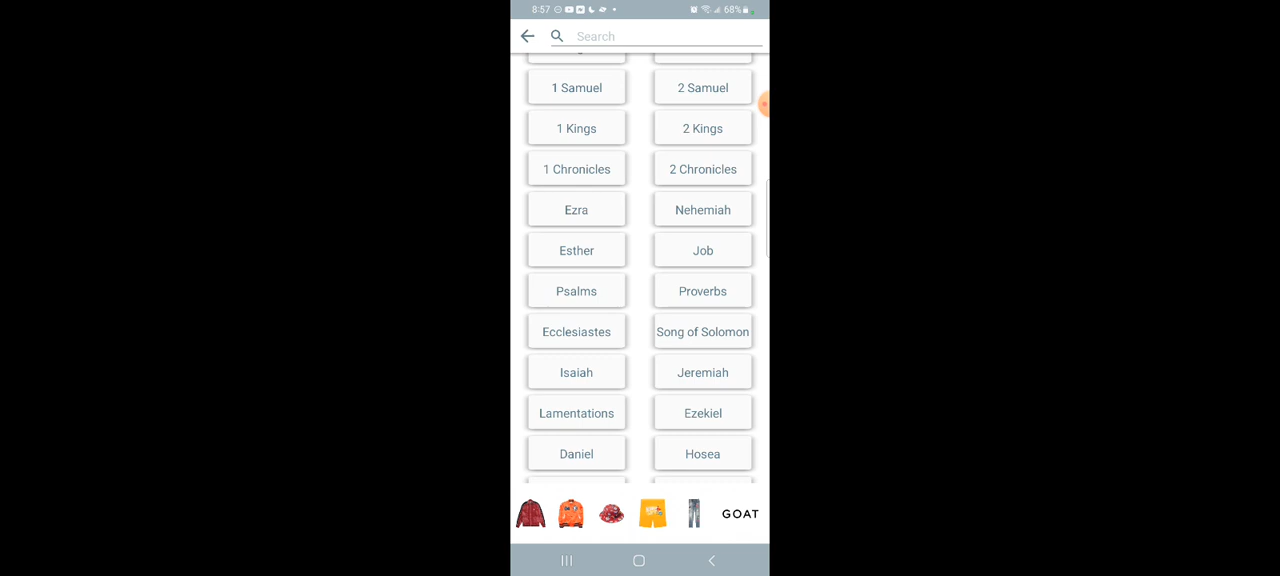 8:57 68%
Search
1 Samuel 2 Samuel
1 Kings 2 Kings
1 Chronicles 2 Chronicles
Ezra Nehemiah
Esther Job
Psalms Proverbs
Ecclesiastes Song of Solomon
Isaiah Jeremiah
Lamentations Ezekiel
Daniel Hosea
GOAT